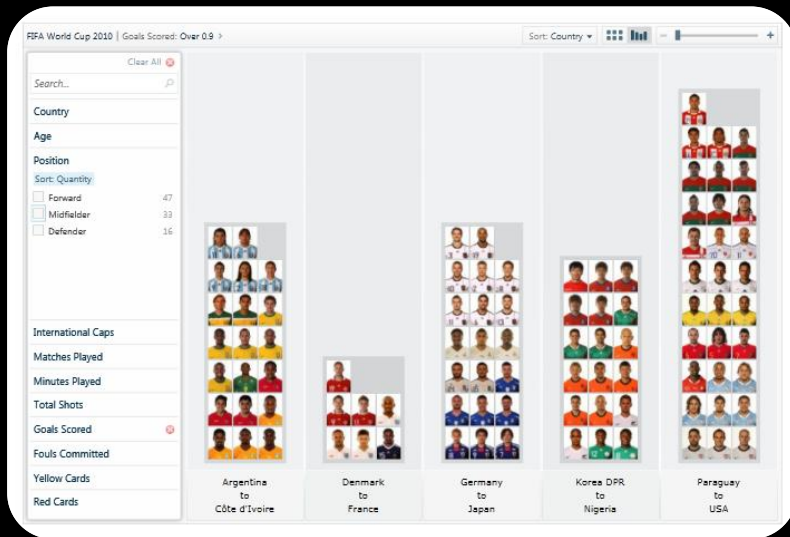 FIFA World Cup 2010 | Goals Scored: Over 0.9 >
Sort: Country
Clear All
Search...
Country
Age
Position
Sort: Quantity
Forward 47
Midfielder 33
Defender 16
International Caps
Matches Played
Minutes Played
Total Shots
Goals Scored
Fouls Committed
Yellow Cards
Red Cards
Argentina
to
Côte d'Ivoire
Denmark
to
France
Germany
to
Japan
Korea DPR
to
Nigeria
Paraguay
to
USA